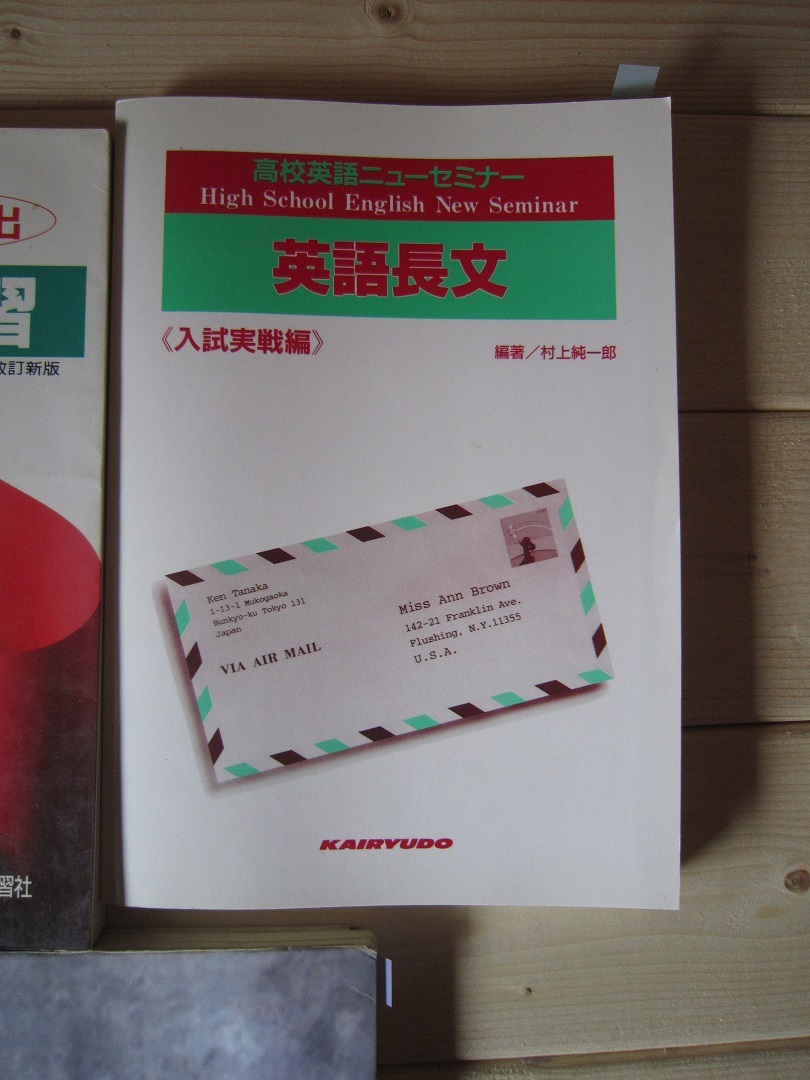 高校英語ニューセミナー
High School English New Seminar
英語長文
《入試実戦編》
編著/村上純一郎
Ken Tanaka
1-13-1 Mukogaoka
Bunkyo-ku Tokyo 131
Japan
VIA AIR MAIL
Miss Ann Brown
142-21 Franklin Ave.
Flushing, N.Y.11355
U.S.A.
KAIRYUDO
出
習
改訂新版
習社